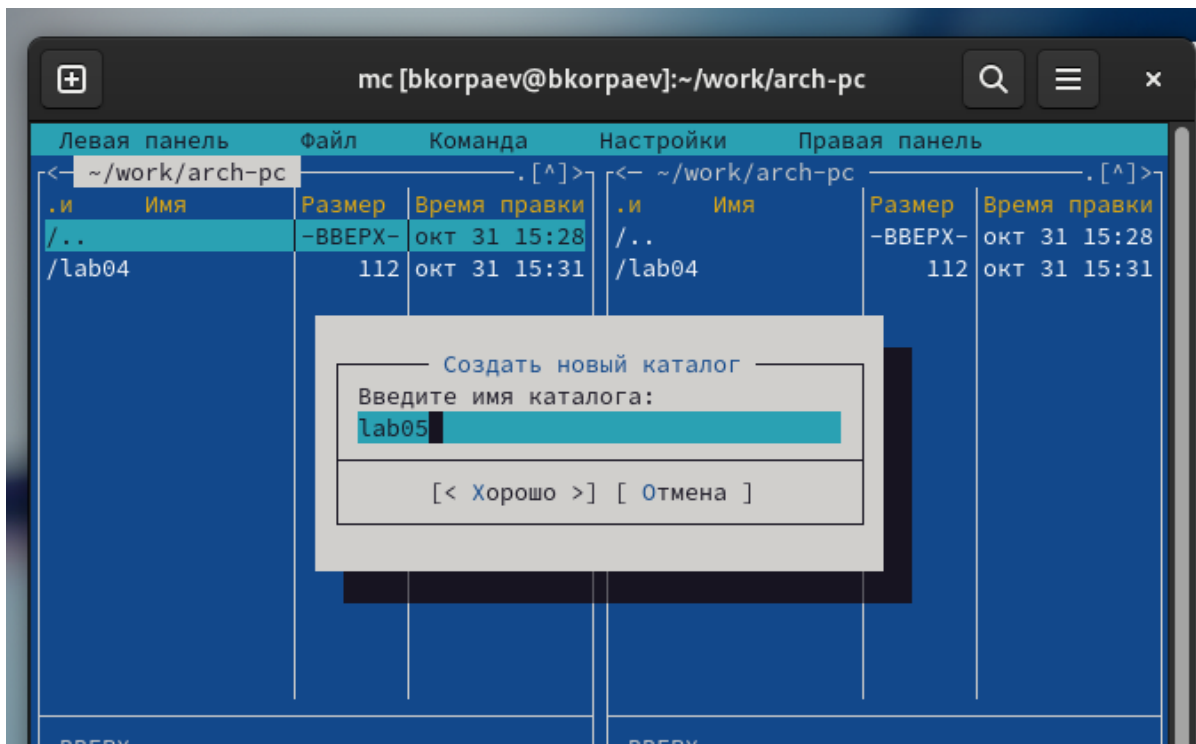 mc [bkorpaev@bkorpaev]:~/work/arch-pc
Левая панель Файл Команда Настройки Правая панель
<— ~/work/arch-pc .[^]> <— ~/work/arch-pc .[^]>
.и Имя Размер Время правки .и Имя Размер Время правки
/.. -ВВЕРХ- окт 31 15:28 /.. -ВВЕРХ- окт 31 15:28
/lab04 112 окт 31 15:31 /lab04 112 окт 31 15:31
Создать новый каталог
Введите имя каталога:
lab05
[< Хорошо >] [ Отмена ]
-ВВЕРХ- -ВВЕРХ-